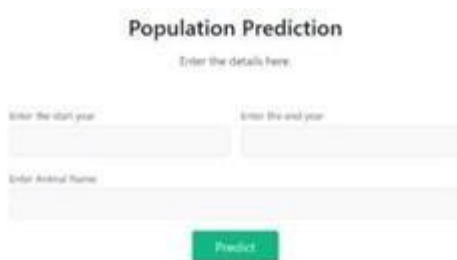 Population Prediction
Enter the details here.
Enter the start year
Enter the end year
Enter Animal Name
Predict